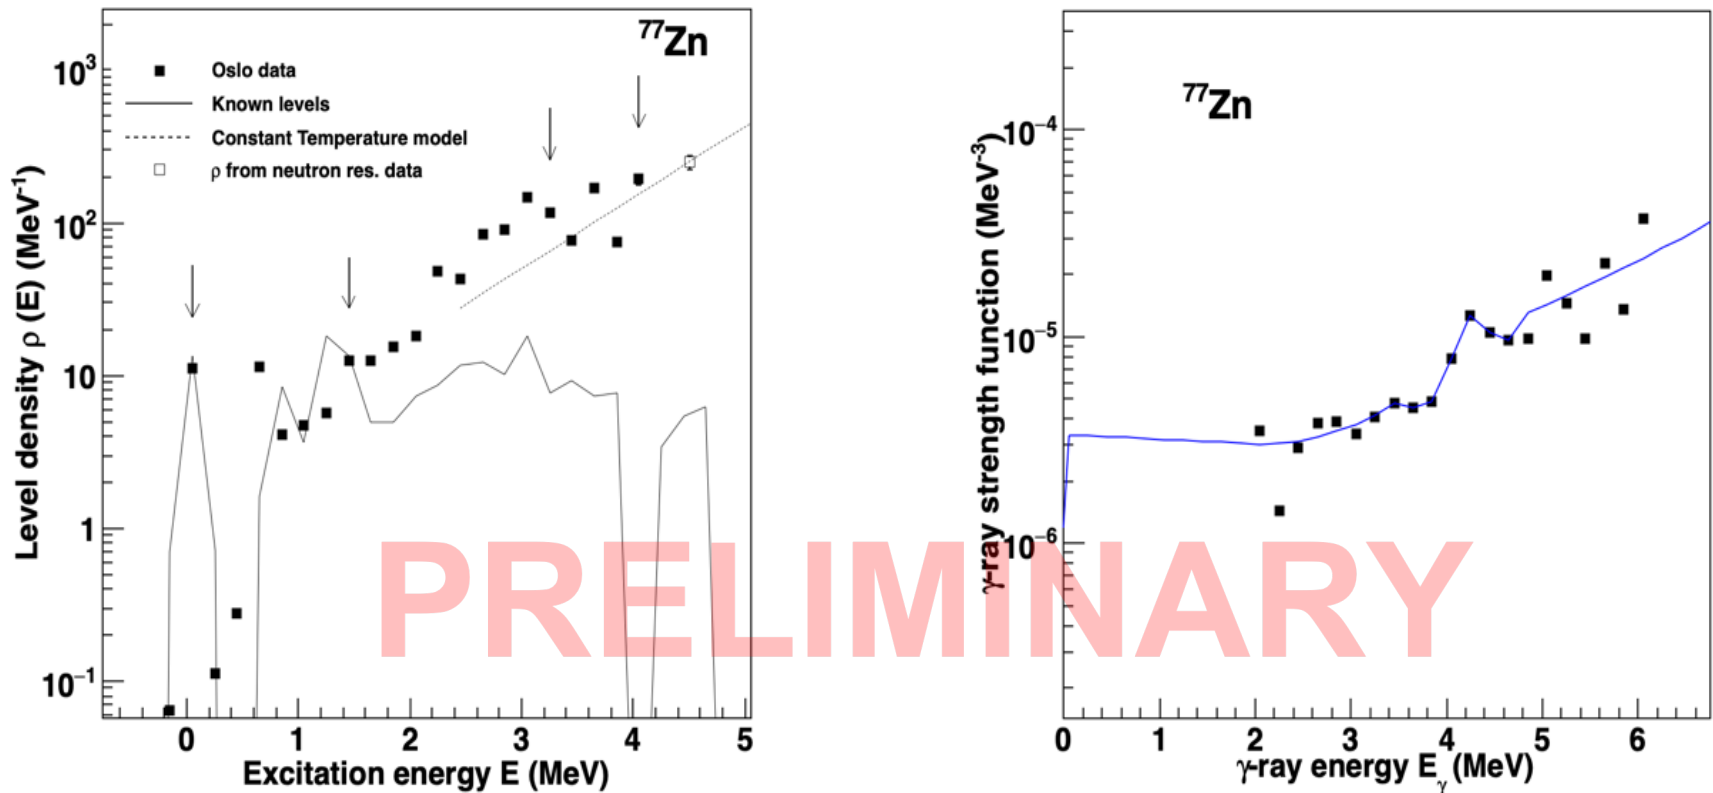 ⁷⁷Zn
Oslo data
Known levels
Constant Temperature model
ρ from neutron res. data
Level density ρ (E) (MeV⁻¹)
10³
10²
10
1
10⁻¹
0 1 2 3 4 5
Excitation energy E (MeV)
⁷⁷Zn
γ-ray strength function (MeV⁻³)
10⁻⁴
10⁻⁵
10⁻⁶
0 1 2 3 4 5 6
γ-ray energy Eᵧ (MeV)
PRELIMINARY